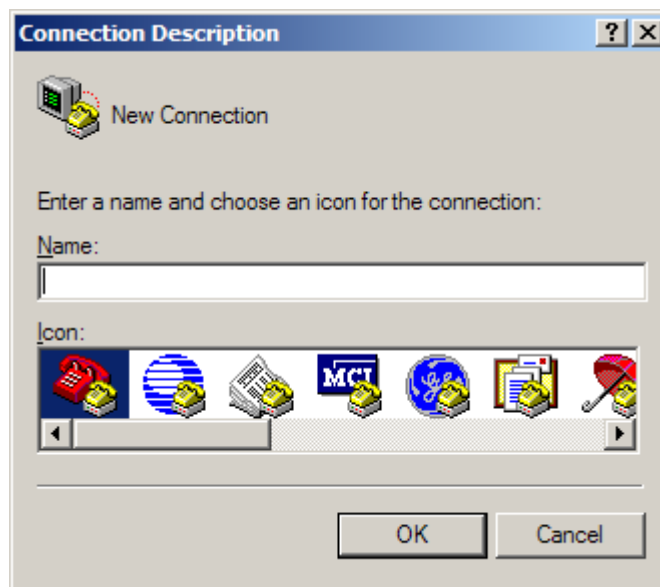 Connection Description
New Connection
Enter a name and choose an icon for the connection:
Name:
Icon:
MCI
OK
Cancel